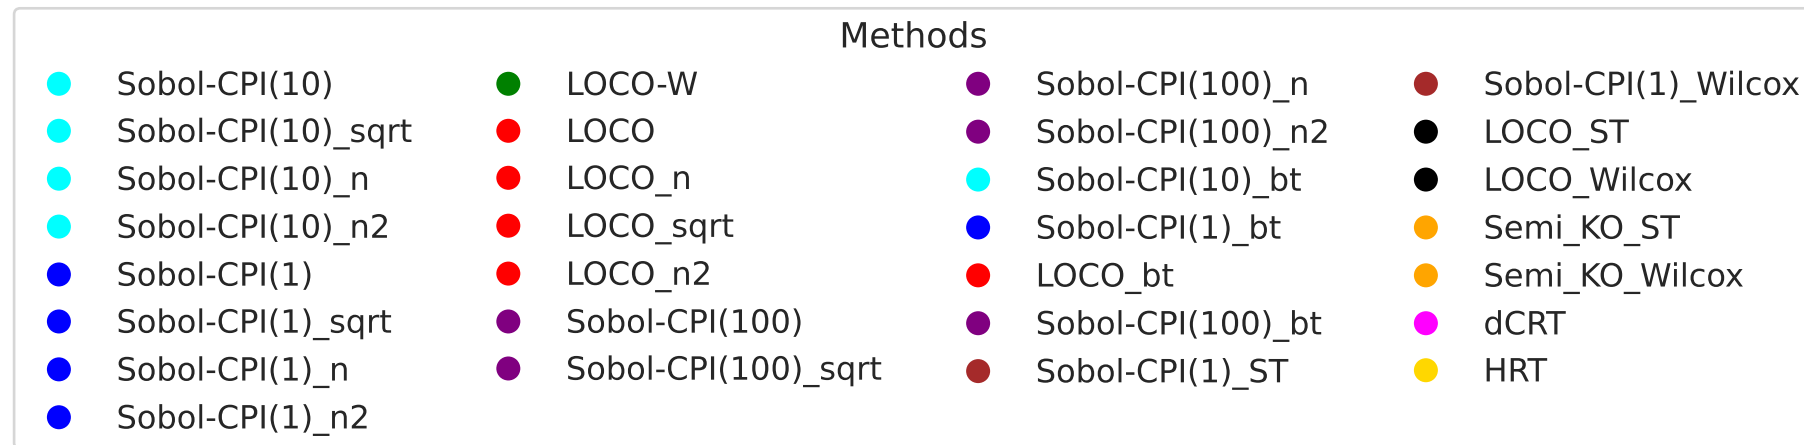 Methods
Sobol-CPI(10)
Sobol-CPI(10)_sqrt
Sobol-CPI(10)_n
Sobol-CPI(10)_n2
Sobol-CPI(1)
Sobol-CPI(1)_sqrt
Sobol-CPI(1)_n
Sobol-CPI(1)_n2
LOCO-W
LOCO
LOCO_n
LOCO_sqrt
LOCO_n2
Sobol-CPI(100)
Sobol-CPI(100)_sqrt
Sobol-CPI(100)_n
Sobol-CPI(100)_n2
Sobol-CPI(10)_bt
Sobol-CPI(1)_bt
LOCO_bt
Sobol-CPI(100)_bt
Sobol-CPI(1)_ST
Sobol-CPI(1)_Wilcox
LOCO_ST
LOCO_Wilcox
Semi_KO_ST
Semi_KO_Wilcox
dCRT
HRT